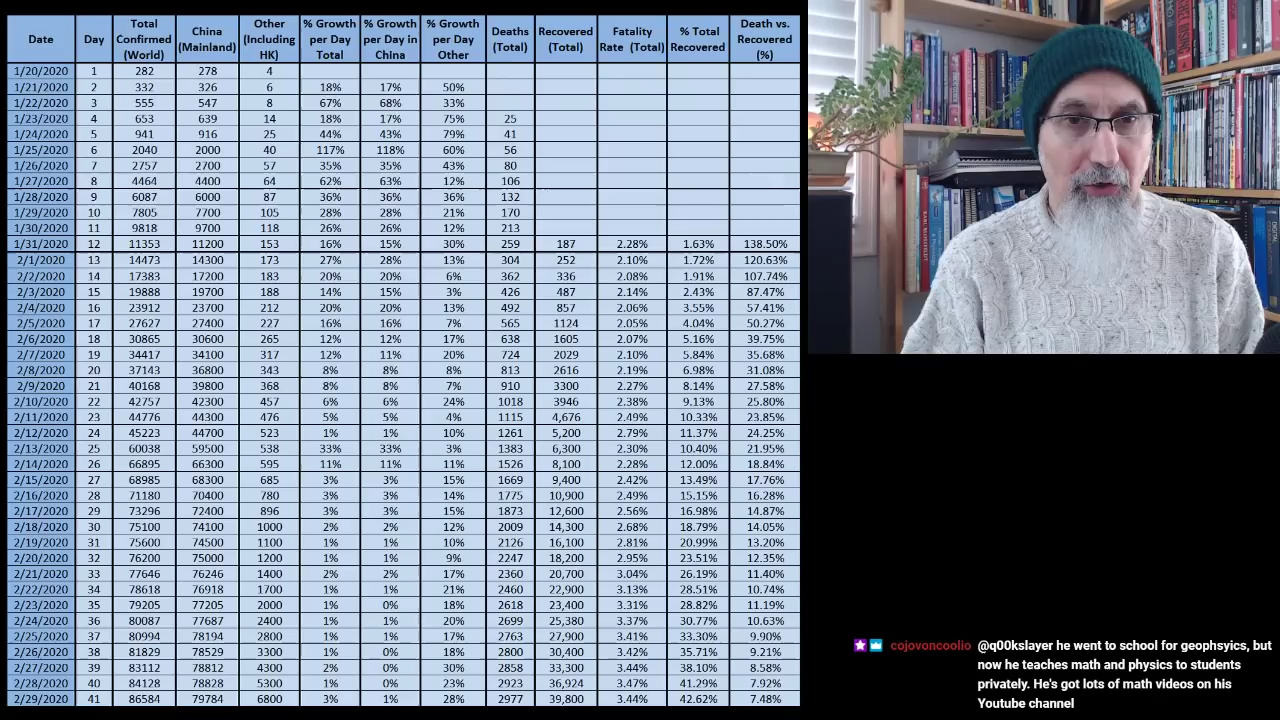 Date Day Total Confirmed (World) China (Mainland) Other (Including HK) % Growth per Day Total % Growth per Day in China % Growth per Day Other Deaths (Total) Recovered (Total) Fatality Rate (Total) % Total Recovered Death vs. Recovered (%)
1/20/2020 1 282 278 4
1/21/2020 2 332 326 6 18% 17% 50%
1/22/2020 3 555 547 8 67% 68% 33%
1/23/2020 4 653 639 14 18% 17% 75% 25
1/24/2020 5 941 916 25 44% 43% 79% 41
1/25/2020 6 2040 2000 40 117% 118% 60% 56
1/26/2020 7 2757 2700 57 35% 35% 43% 80
1/27/2020 8 4464 4400 64 62% 63% 12% 106
1/28/2020 9 6087 6000 87 36% 36% 36% 132
1/29/2020 10 7805 7700 105 28% 28% 21% 170
1/30/2020 11 9818 9700 118 26% 26% 12% 213
1/31/2020 12 11353 11200 153 16% 15% 30% 259 187 2.28% 1.63% 138.50%
2/1/2020 13 14473 14300 173 27% 28% 13% 304 252 2.10% 1.72% 120.63%
2/2/2020 14 17383 17200 183 20% 20% 6% 362 336 2.08% 1.91% 107.74%
2/3/2020 15 19888 19700 188 14% 15% 3% 426 487 2.14% 2.43% 87.47%
2/4/2020 16 23912 23700 212 20% 20% 13% 492 857 2.06% 3.55% 57.41%
2/5/2020 17 27627 27400 227 16% 16% 7% 565 1124 2.05% 4.04% 50.27%
2/6/2020 18 30865 30600 265 12% 12% 17% 638 1605 2.07% 5.16% 39.75%
2/7/2020 19 34417 34100 317 12% 11% 20% 724 2029 2.10% 5.84% 35.68%
2/8/2020 20 37143 36800 343 8% 8% 8% 813 2616 2.19% 6.98% 31.08%
2/9/2020 21 40168 39800 368 8% 8% 7% 910 3300 2.27% 8.14% 27.58%
2/10/2020 22 42757 42300 457 6% 6% 24% 1018 3946 2.38% 9.13% 25.80%
2/11/2020 23 44776 44300 476 5% 5% 4% 1115 4,676 2.49% 10.33% 23.85%
2/12/2020 24 45223 44700 523 1% 1% 10% 1261 5,200 2.79% 11.37% 24.25%
2/13/2020 25 60038 59500 538 33% 33% 3% 1383 6,300 2.30% 10.40% 21.95%
2/14/2020 26 66895 66300 595 11% 11% 11% 1526 8,100 2.28% 12.00% 18.84%
2/15/2020 27 68985 68300 685 3% 3% 15% 1669 9,400 2.42% 13.49% 17.76%
2/16/2020 28 71180 70400 780 3% 3% 14% 1775 10,900 2.49% 15.15% 16.28%
2/17/2020 29 73296 72400 896 3% 3% 15% 1873 12,600 2.56% 16.98% 14.87%
2/18/2020 30 75100 74100 1000 2% 2% 12% 2009 14,300 2.68% 18.79% 14.05%
2/19/2020 31 75600 74500 1100 1% 1% 10% 2126 16,100 2.81% 20.99% 13.20%
2/20/2020 32 76200 75000 1200 1% 1% 9% 2247 18,200 2.95% 23.51% 12.35%
2/21/2020 33 77646 76246 1400 2% 2% 17% 2360 20,700 3.04% 26.19% 11.40%
2/22/2020 34 78618 76918 1700 1% 1% 21% 2460 22,900 3.13% 28.51% 10.74%
2/23/2020 35 79205 77205 2000 1% 0% 18% 2618 23,400 3.31% 28.82% 11.19%
2/24/2020 36 80087 77687 2400 1% 1% 20% 2699 25,380 3.37% 30.77% 10.63%
2/25/2020 37 80994 78194 2800 1% 1% 17% 2763 27,900 3.41% 33.30% 9.90%
2/26/2020 38 81822 78529 3300 1% 0% 18% 2800 30,400 3.42% 35.71% 9.21%
2/27/2020 39 83112 78812 4300 2% 0% 30% 2858 33,300 3.44% 38.10% 8.58%
2/28/2020 40 84128 78828 5300 1% 0% 23% 2923 36,924 3.47% 41.29% 7.92%
2/29/2020 41 86584 79784 6800 3% 1% 28% 2977 39,800 3.44% 42.62% 7.48%
cojovoncoolio @q00kslayer he went to school for geophsyics, but
now he teaches math and physics to students
privately. He's got lots of math videos on his
Youtube channel